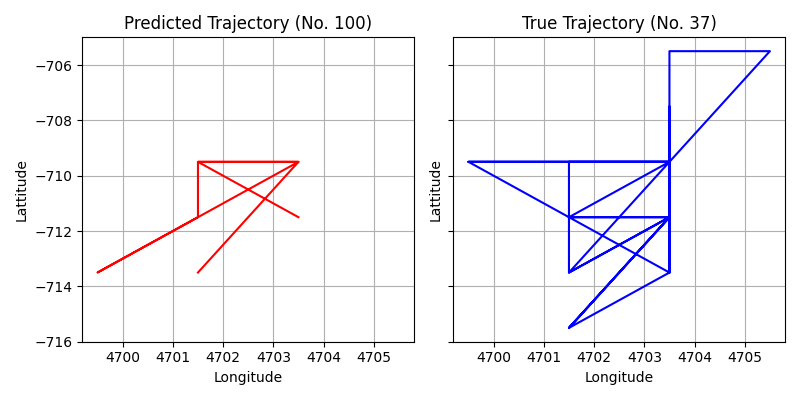 Predicted Trajectory (No. 100)
True Trajectory (No. 37)
Lattitude
−706
−708
−710
−712
−714
−716
4700 4701 4702 4703 4704 4705
Longitude
Lattitude
4700 4701 4702 4703 4704 4705
Longitude